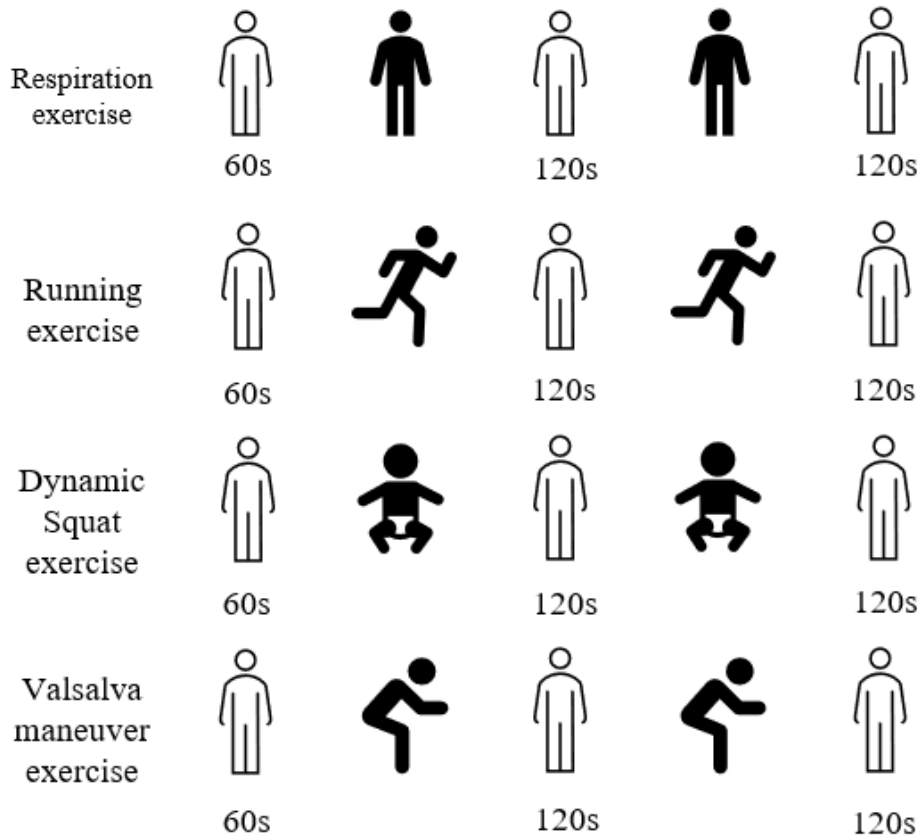 Respiration
exercise
60s
120s
120s
Running
exercise
60s
120s
120s
Dynamic
Squat
exercise
60s
120s
120s
Valsalva
maneuver
exercise
60s
120s
120s